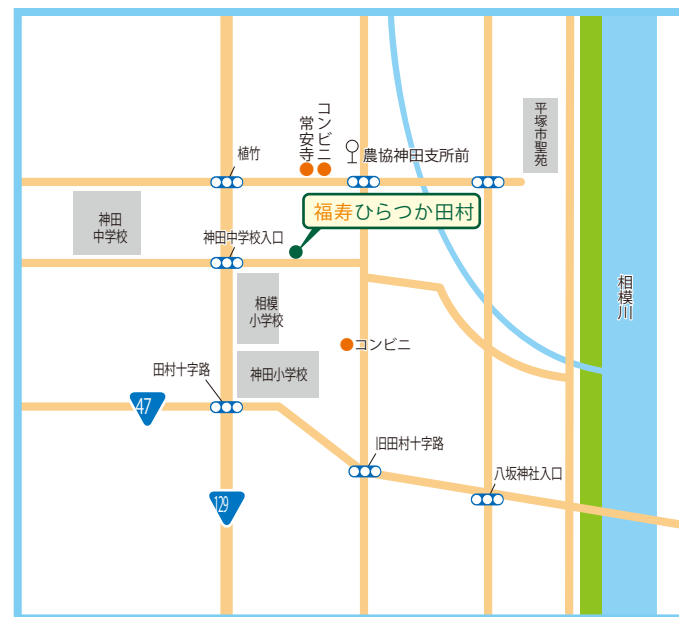 コンビニ
常安寺
植竹
農協神田支所前
平塚市聖苑
神田
中学校
福寿ひらつか田村
神田中学校入口
相模
小学校
相模川
コンビニ
田村十字路
神田小学校
47
旧田村十字路
八坂神社入口
129